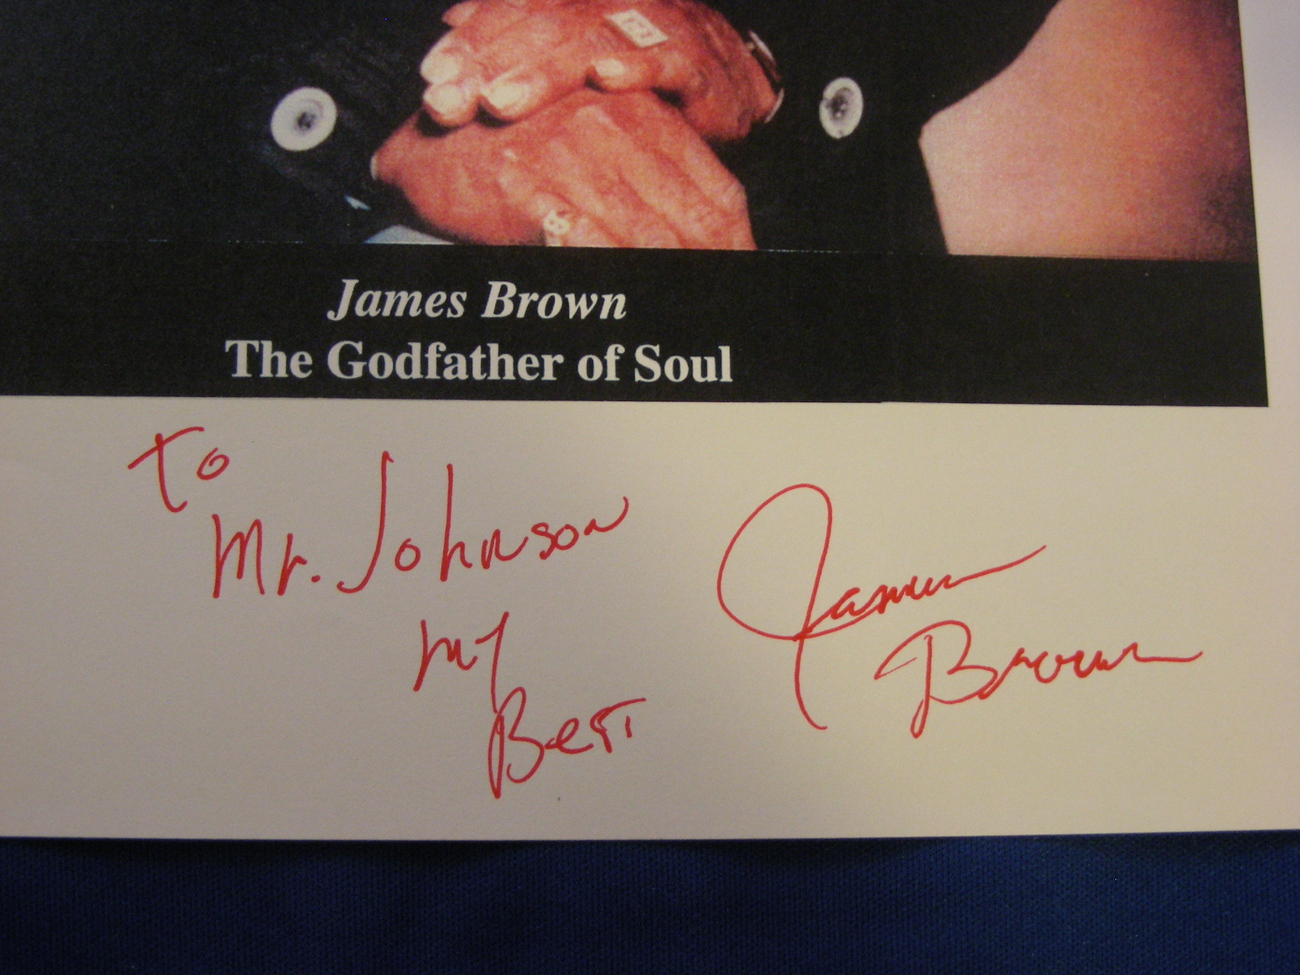 James Brown
The Godfather of Soul
To
Mr. Johnson
my
Best
James
Brown